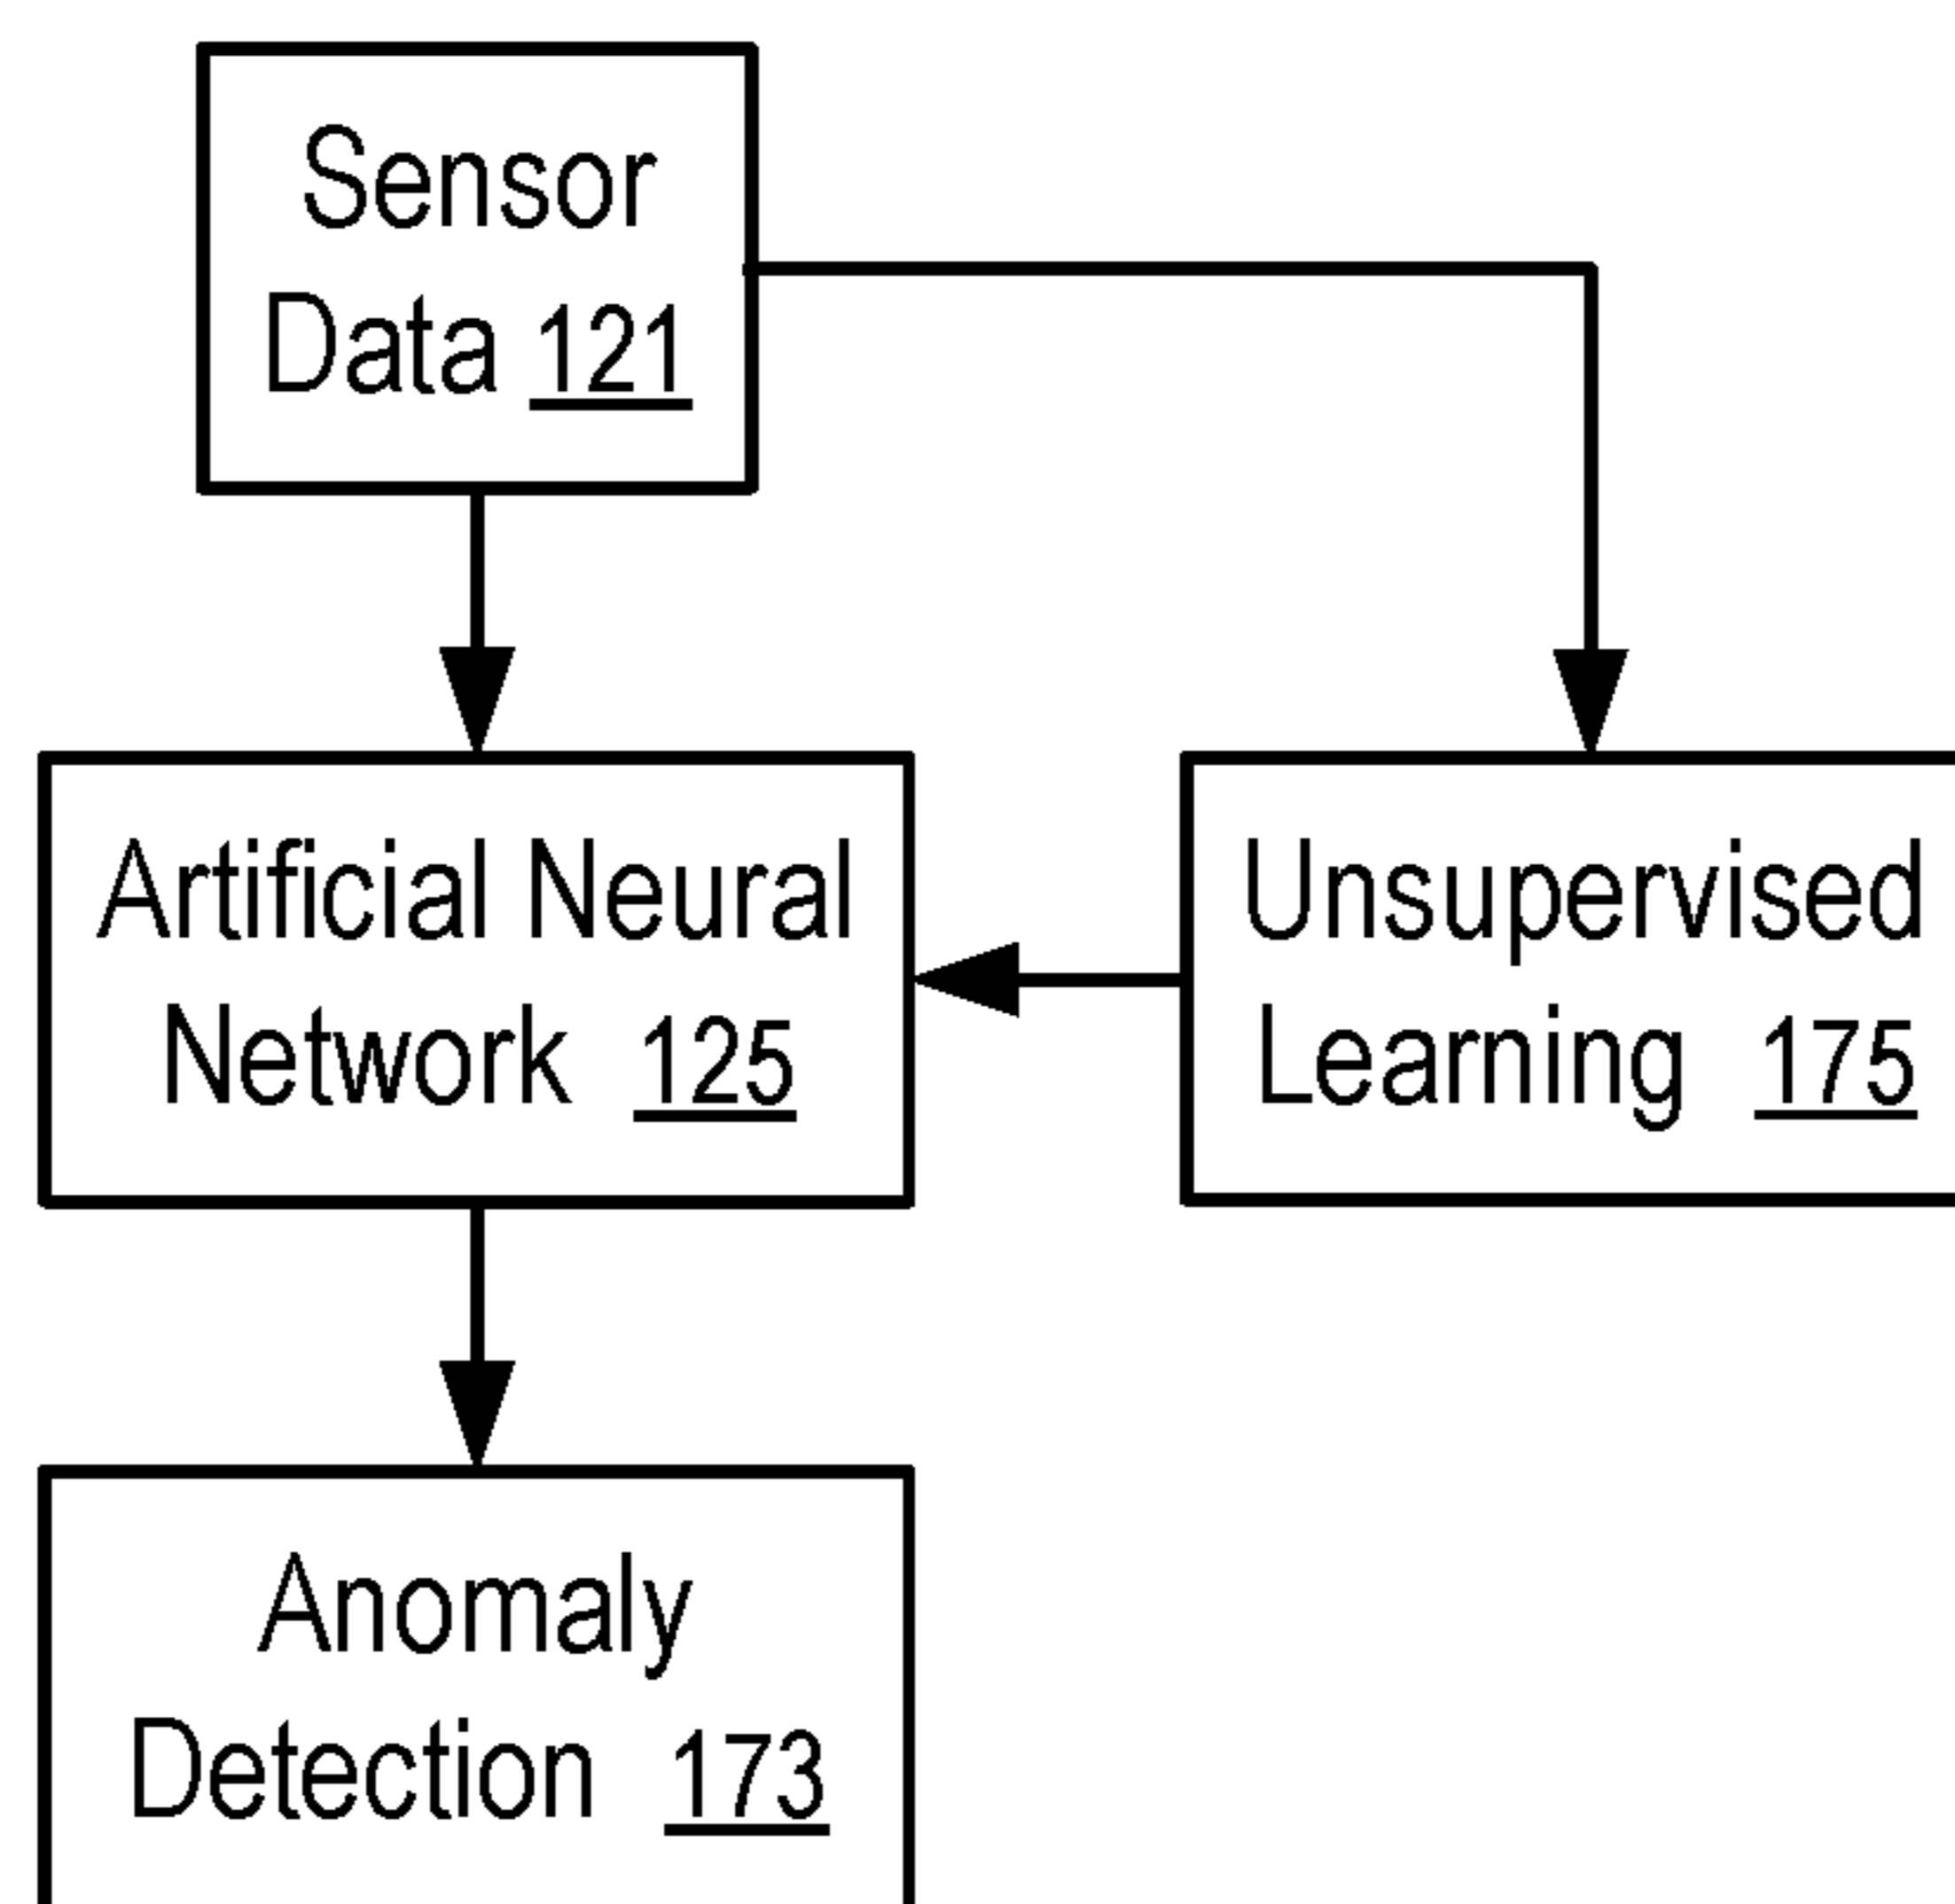 Sensor
Data 121
Artificial Neural
Network 125
Unsupervised
Learning 175
Anomaly
Detection 173